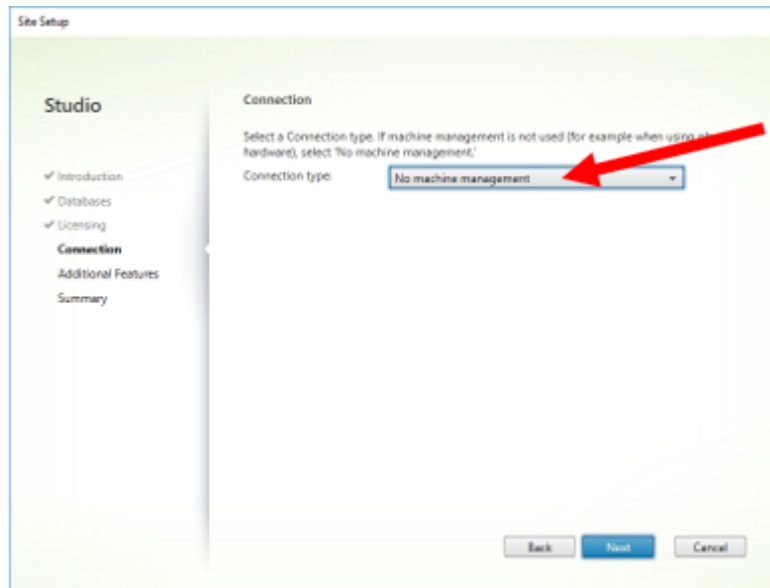 Site Setup
Studio
Introduction
Databases
Licensing
Connection
Additional Features
Summary
Connection
Select a Connection type. If machine management is not used (for example when using
hardware), select 'No machine management.'
Connection type:
No machine management
Back
Next
Cancel